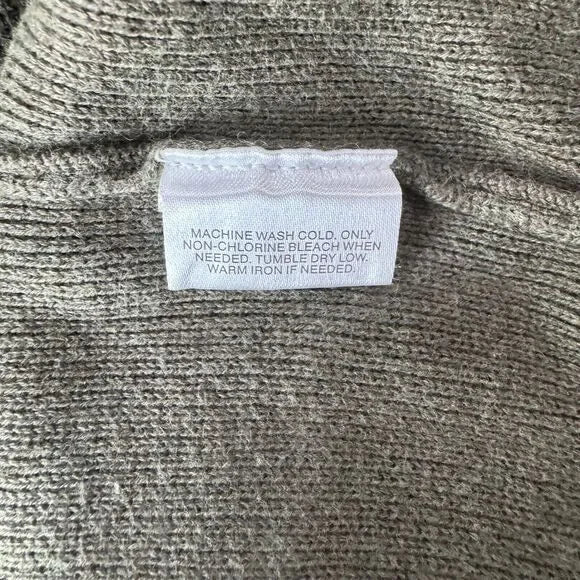 MACHINE WASH COLD. ONLY
NON-CHLORINE BLEACH WHEN
NEEDED. TUMBLE DRY LOW.
WARM IRON IF NEEDED.